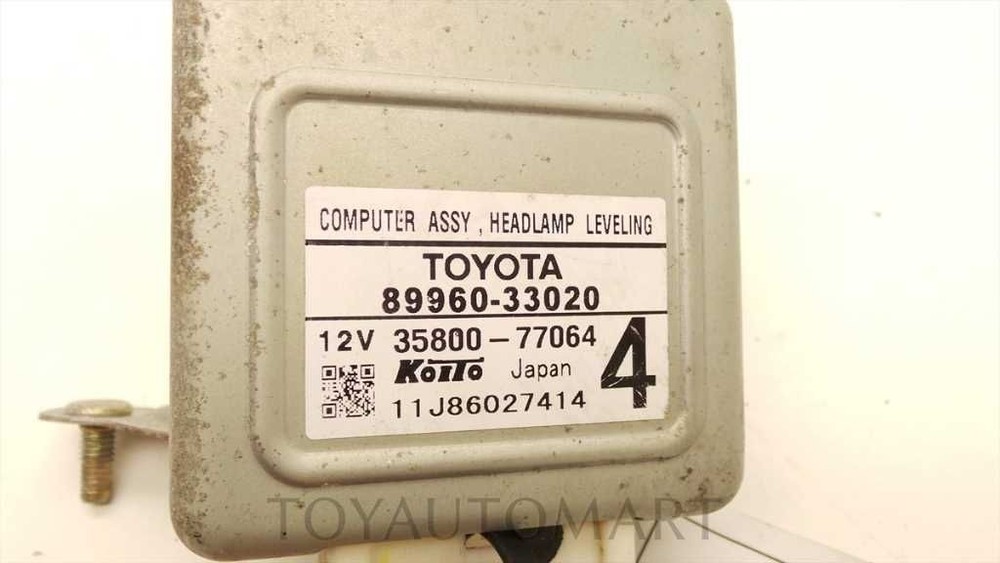 COMPUTER ASSY , HEADLAMP LEVELING
TOYOTA
89960-33020
12V 35800-77064 4
KOITO Japan
11J86027414
TOYAUTOMART